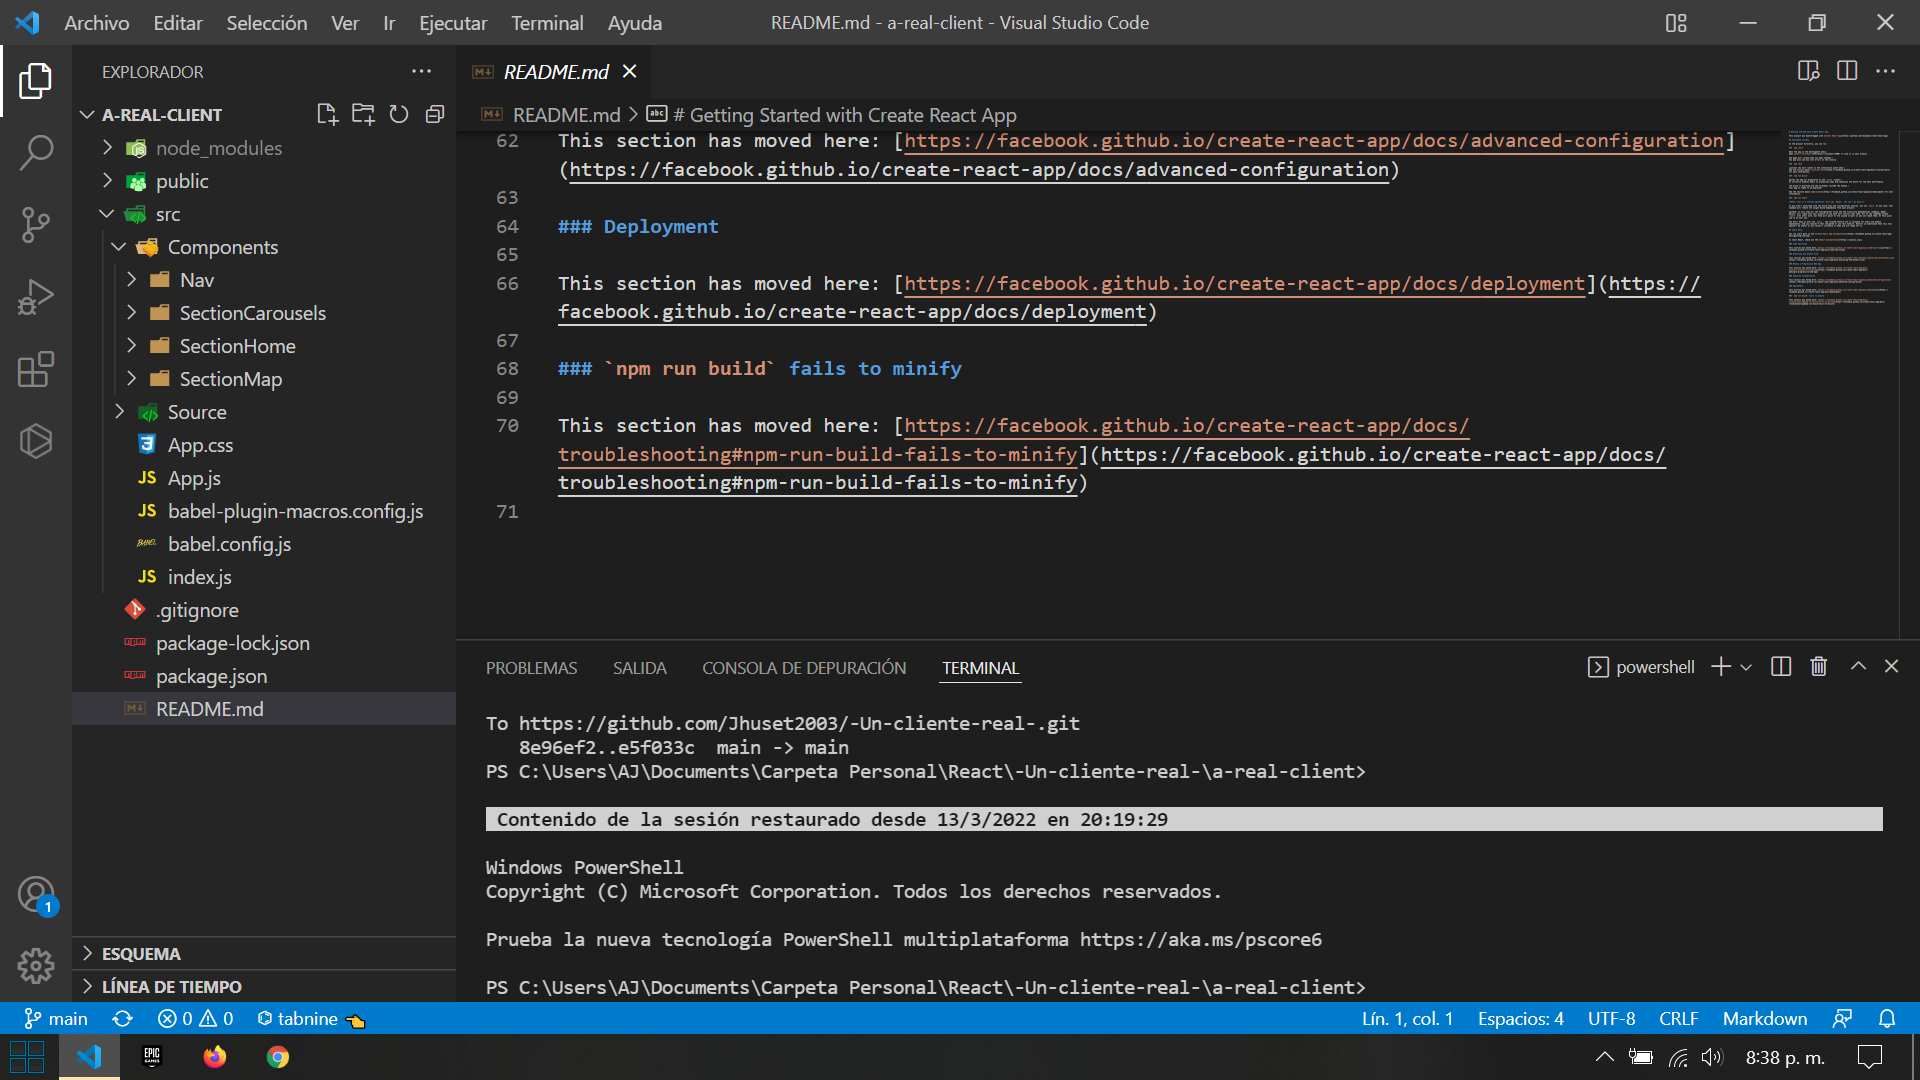 Archivo Editar Selección Ver Ir Ejecutar Terminal Ayuda README.md - a-real-client - Visual Studio Code
EXPLORADOR
A-REAL-CLIENT
node_modules
public
src
Components
Nav
SectionCarousels
SectionHome
SectionMap
Source
App.css
JS App.js
JS babel-plugin-macros.config.js
BABEL babel.config.js
JS index.js
.gitignore
package-lock.json
package.json
README.md
ESQUEMA
LÍNEA DE TIEMPO
README.md
README.md > # Getting Started with Create React App
62 This section has moved here: [https://facebook.github.io/create-react-app/docs/advanced-configuration]
(https://facebook.github.io/create-react-app/docs/advanced-configuration)
63
64 ### Deployment
65
66 This section has moved here: [https://facebook.github.io/create-react-app/docs/deployment](https://
facebook.github.io/create-react-app/docs/deployment)
67
68 ### `npm run build` fails to minify
69
70 This section has moved here: [https://facebook.github.io/create-react-app/docs/
troubleshooting#npm-run-build-fails-to-minify](https://facebook.github.io/create-react-app/docs/
troubleshooting#npm-run-build-fails-to-minify)
71
PROBLEMAS SALIDA CONSOLA DE DEPURACIÓN TERMINAL powershell
To https://github.com/Jhuset2003/-Un-cliente-real-.git
8e96ef2..e5f033c main -> main
PS C:\Users\AJ\Documents\Carpeta Personal\React\-Un-cliente-real-\a-real-client>
Contenido de la sesión restaurado desde 13/3/2022 en 20:19:29
Windows PowerShell
Copyright (C) Microsoft Corporation. Todos los derechos reservados.
Prueba la nueva tecnología PowerShell multiplataforma https://aka.ms/pscore6
PS C:\Users\AJ\Documents\Carpeta Personal\React\-Un-cliente-real-\a-real-client>
1
main 0 0 tabnine Lín. 1, col. 1 Espacios: 4 UTF-8 CRLF Markdown
EPIC GAMES 8:38 p. m.